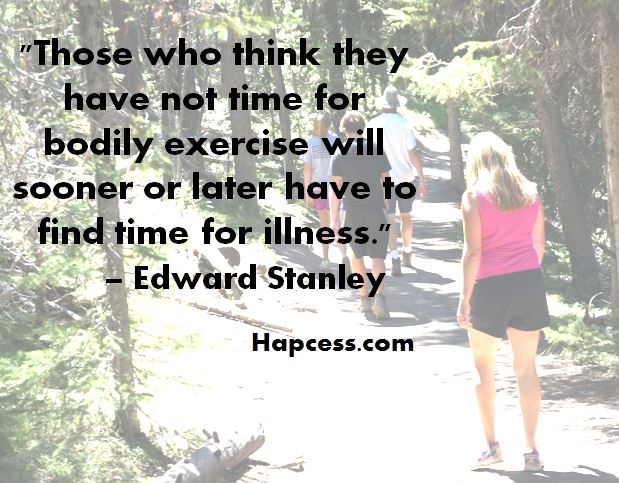 "Those who think they
have not time for
bodily exercise will
sooner or later have to
find time for illness."
– Edward Stanley
Hapcess.com